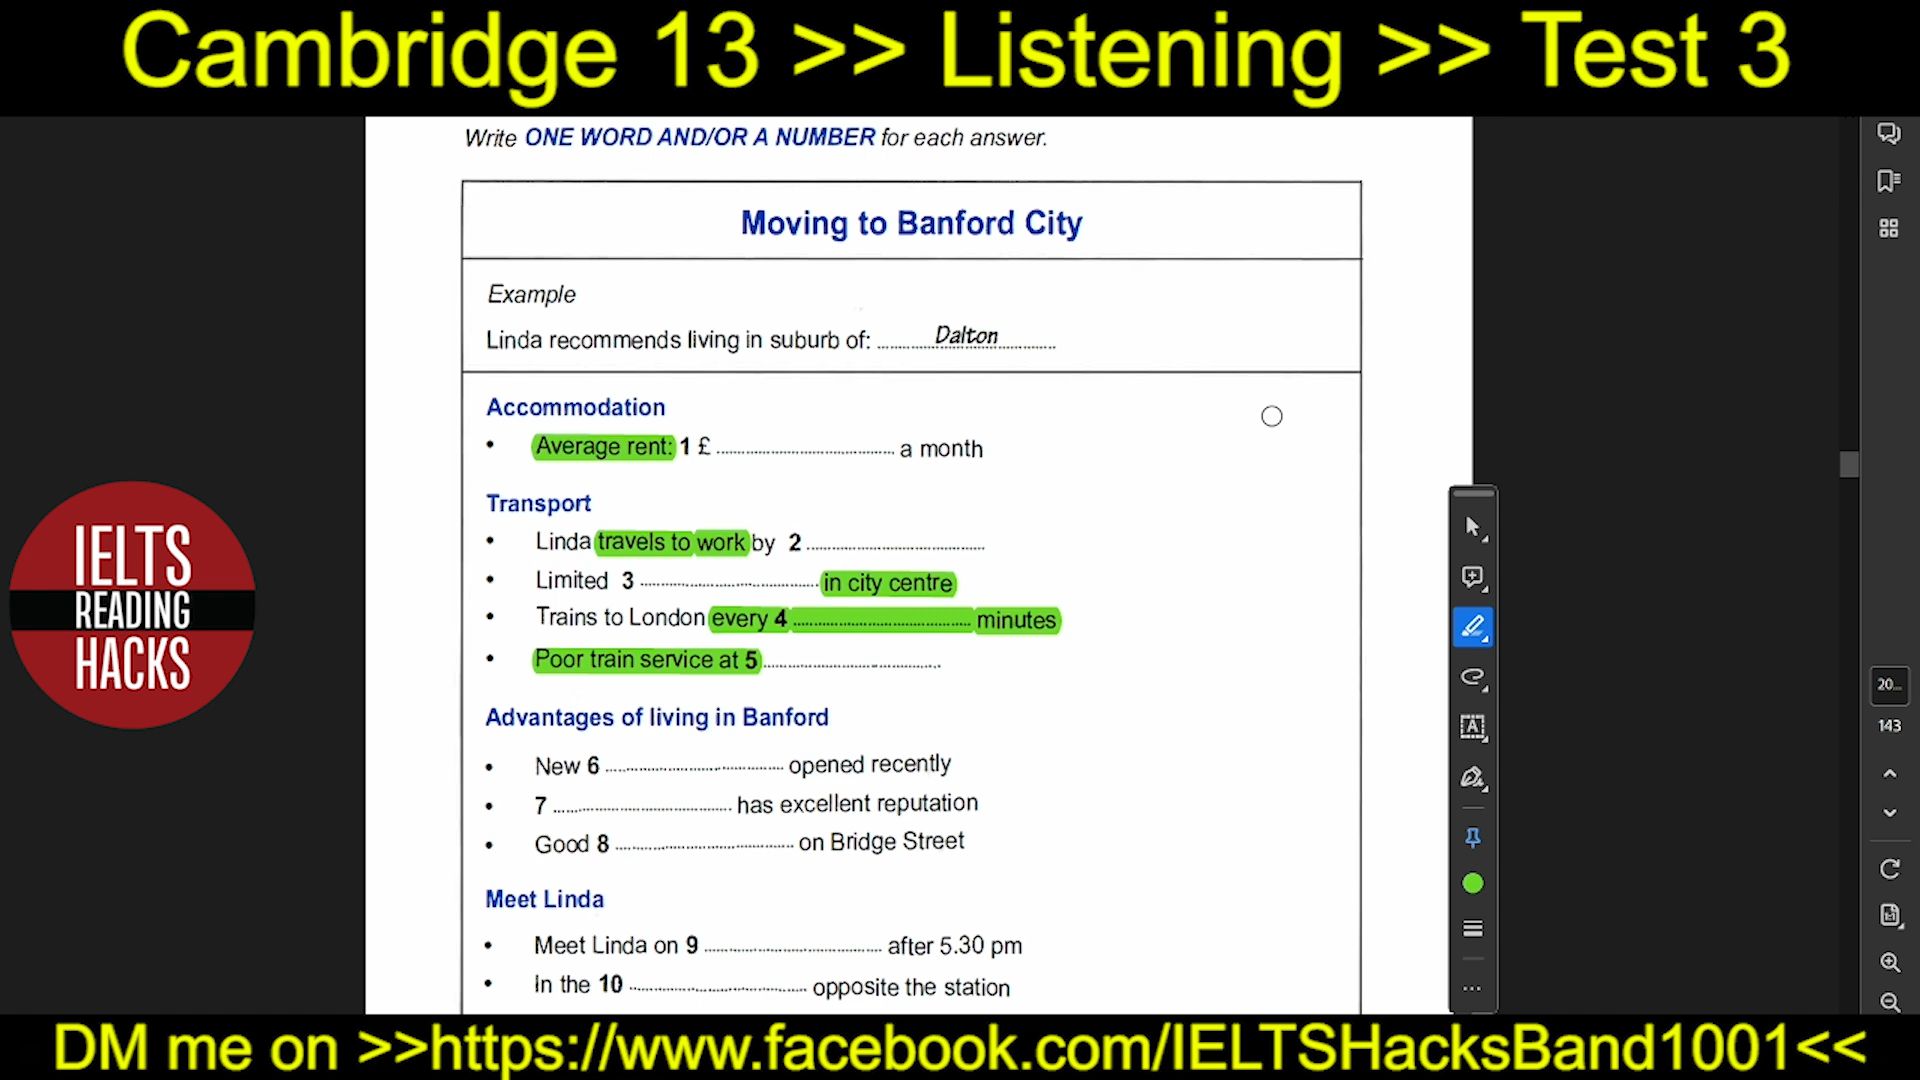 Cambridge 13 >> Listening >> Test 3
Write ONE WORD AND/OR A NUMBER for each answer.
Moving to Banford City
Example
Linda recommends living in suburb of: Dalton
Accommodation
• Average rent: 1 £ .................... a month
Transport
• Linda travels to work by 2 ....................
• Limited 3 .................... in city centre
• Trains to London every 4 .................... minutes
• Poor train service at 5 ....................
Advantages of living in Banford
• New 6 .................... opened recently
• 7 .................... has excellent reputation
• Good 8 .................... on Bridge Street
Meet Linda
• Meet Linda on 9 .................... after 5.30 pm
• In the 10 .................... opposite the station
IELTS
READING
HACKS
20...
143
DM me on >>https://www.facebook.com/IELTSHacksBand1001<<